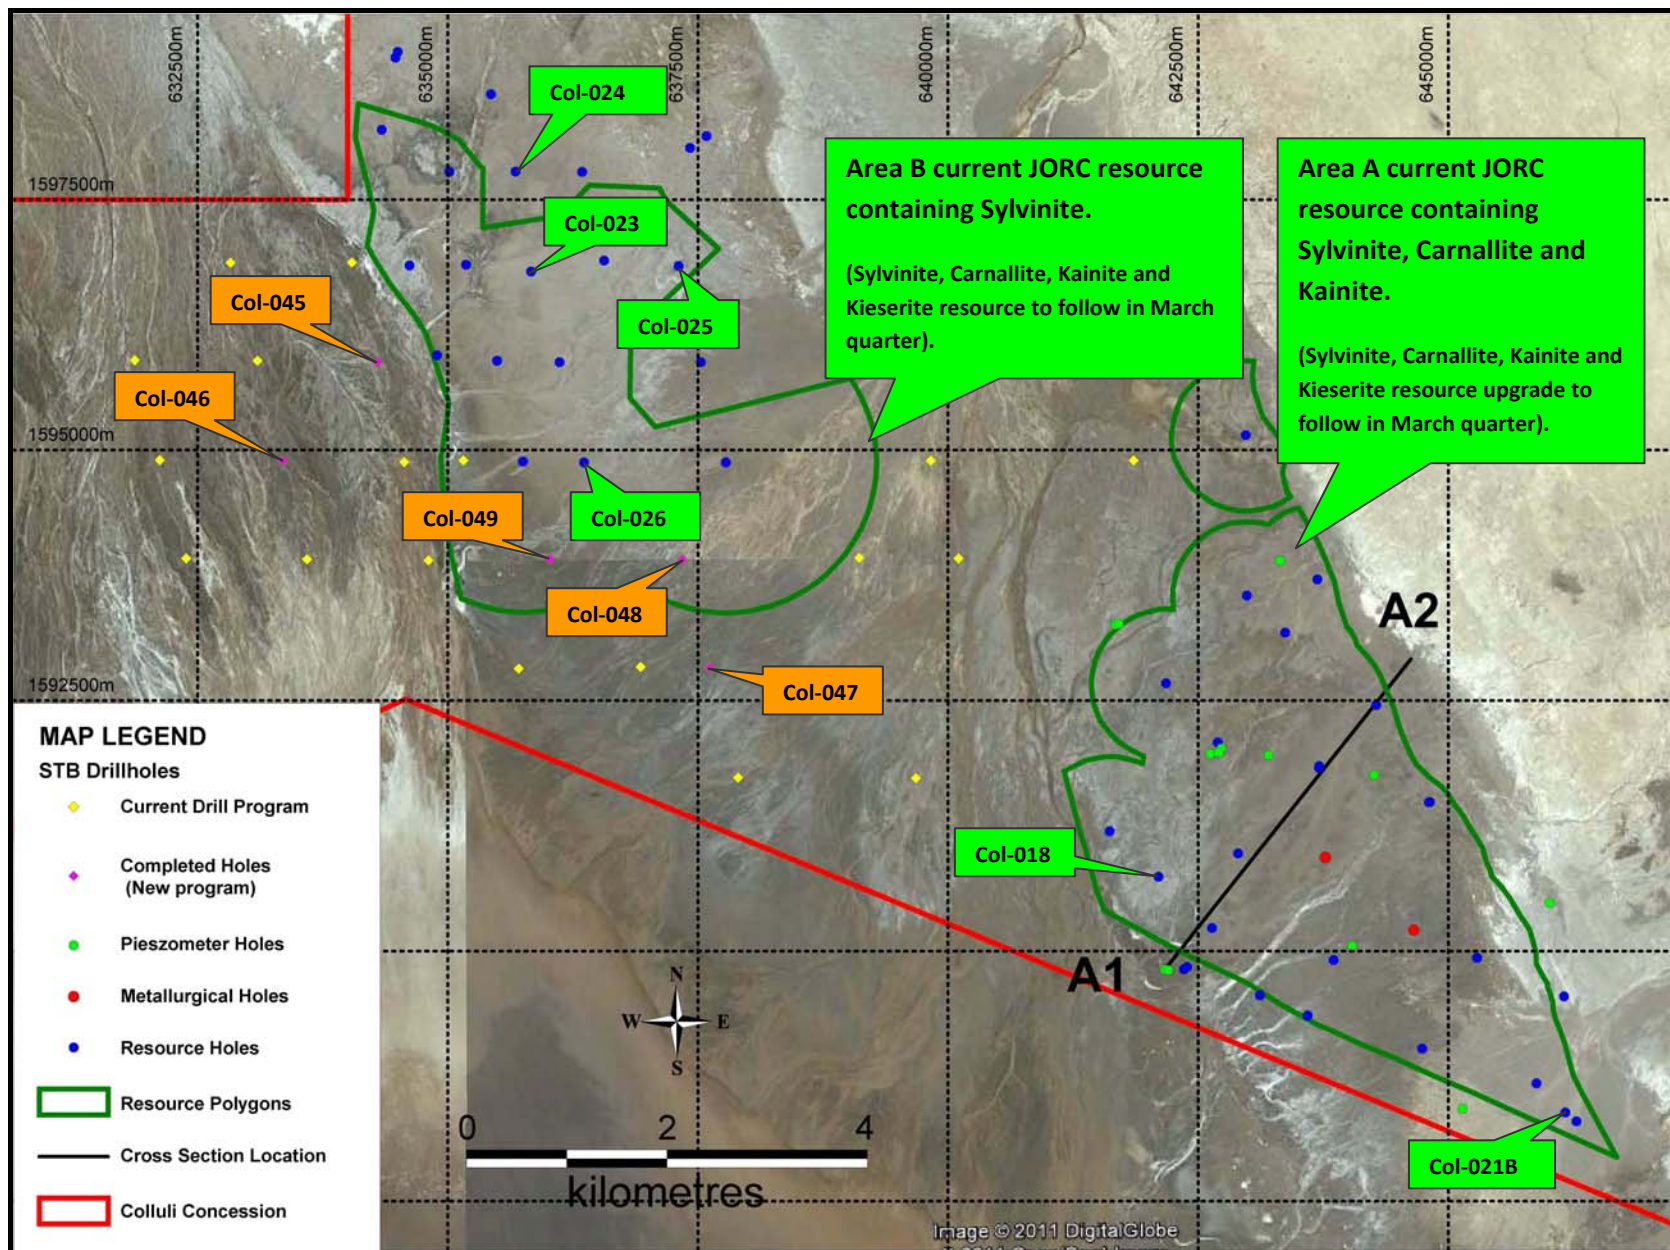 632500m
635000m
637500m
640000m
642500m
645000m
1597500m
1595000m
1592500m
Col-024
Col-023
Col-025
Col-045
Col-046
Col-049
Col-026
Col-048
Col-047
Area B current JORC resource
containing Sylvinite.
(Sylvinite, Carnallite, Kainite and
Kieserite resource to follow in March
quarter).
Area A current JORC
resource containing
Sylvinite, Carnallite and
Kainite.
(Sylvinite, Carnallite, Kainite and
Kieserite resource upgrade to
follow in March quarter).
A2
Col-018
A1
Col-021B
MAP LEGEND
STB Drillholes
Current Drill Program
Completed Holes
(New program)
Pieszometer Holes
Metallurgical Holes
Resource Holes
Resource Polygons
Cross Section Location
Colluli Concession
N
W E
S
0 2 4
kilometres
Image © 2011 DigitalGlobe